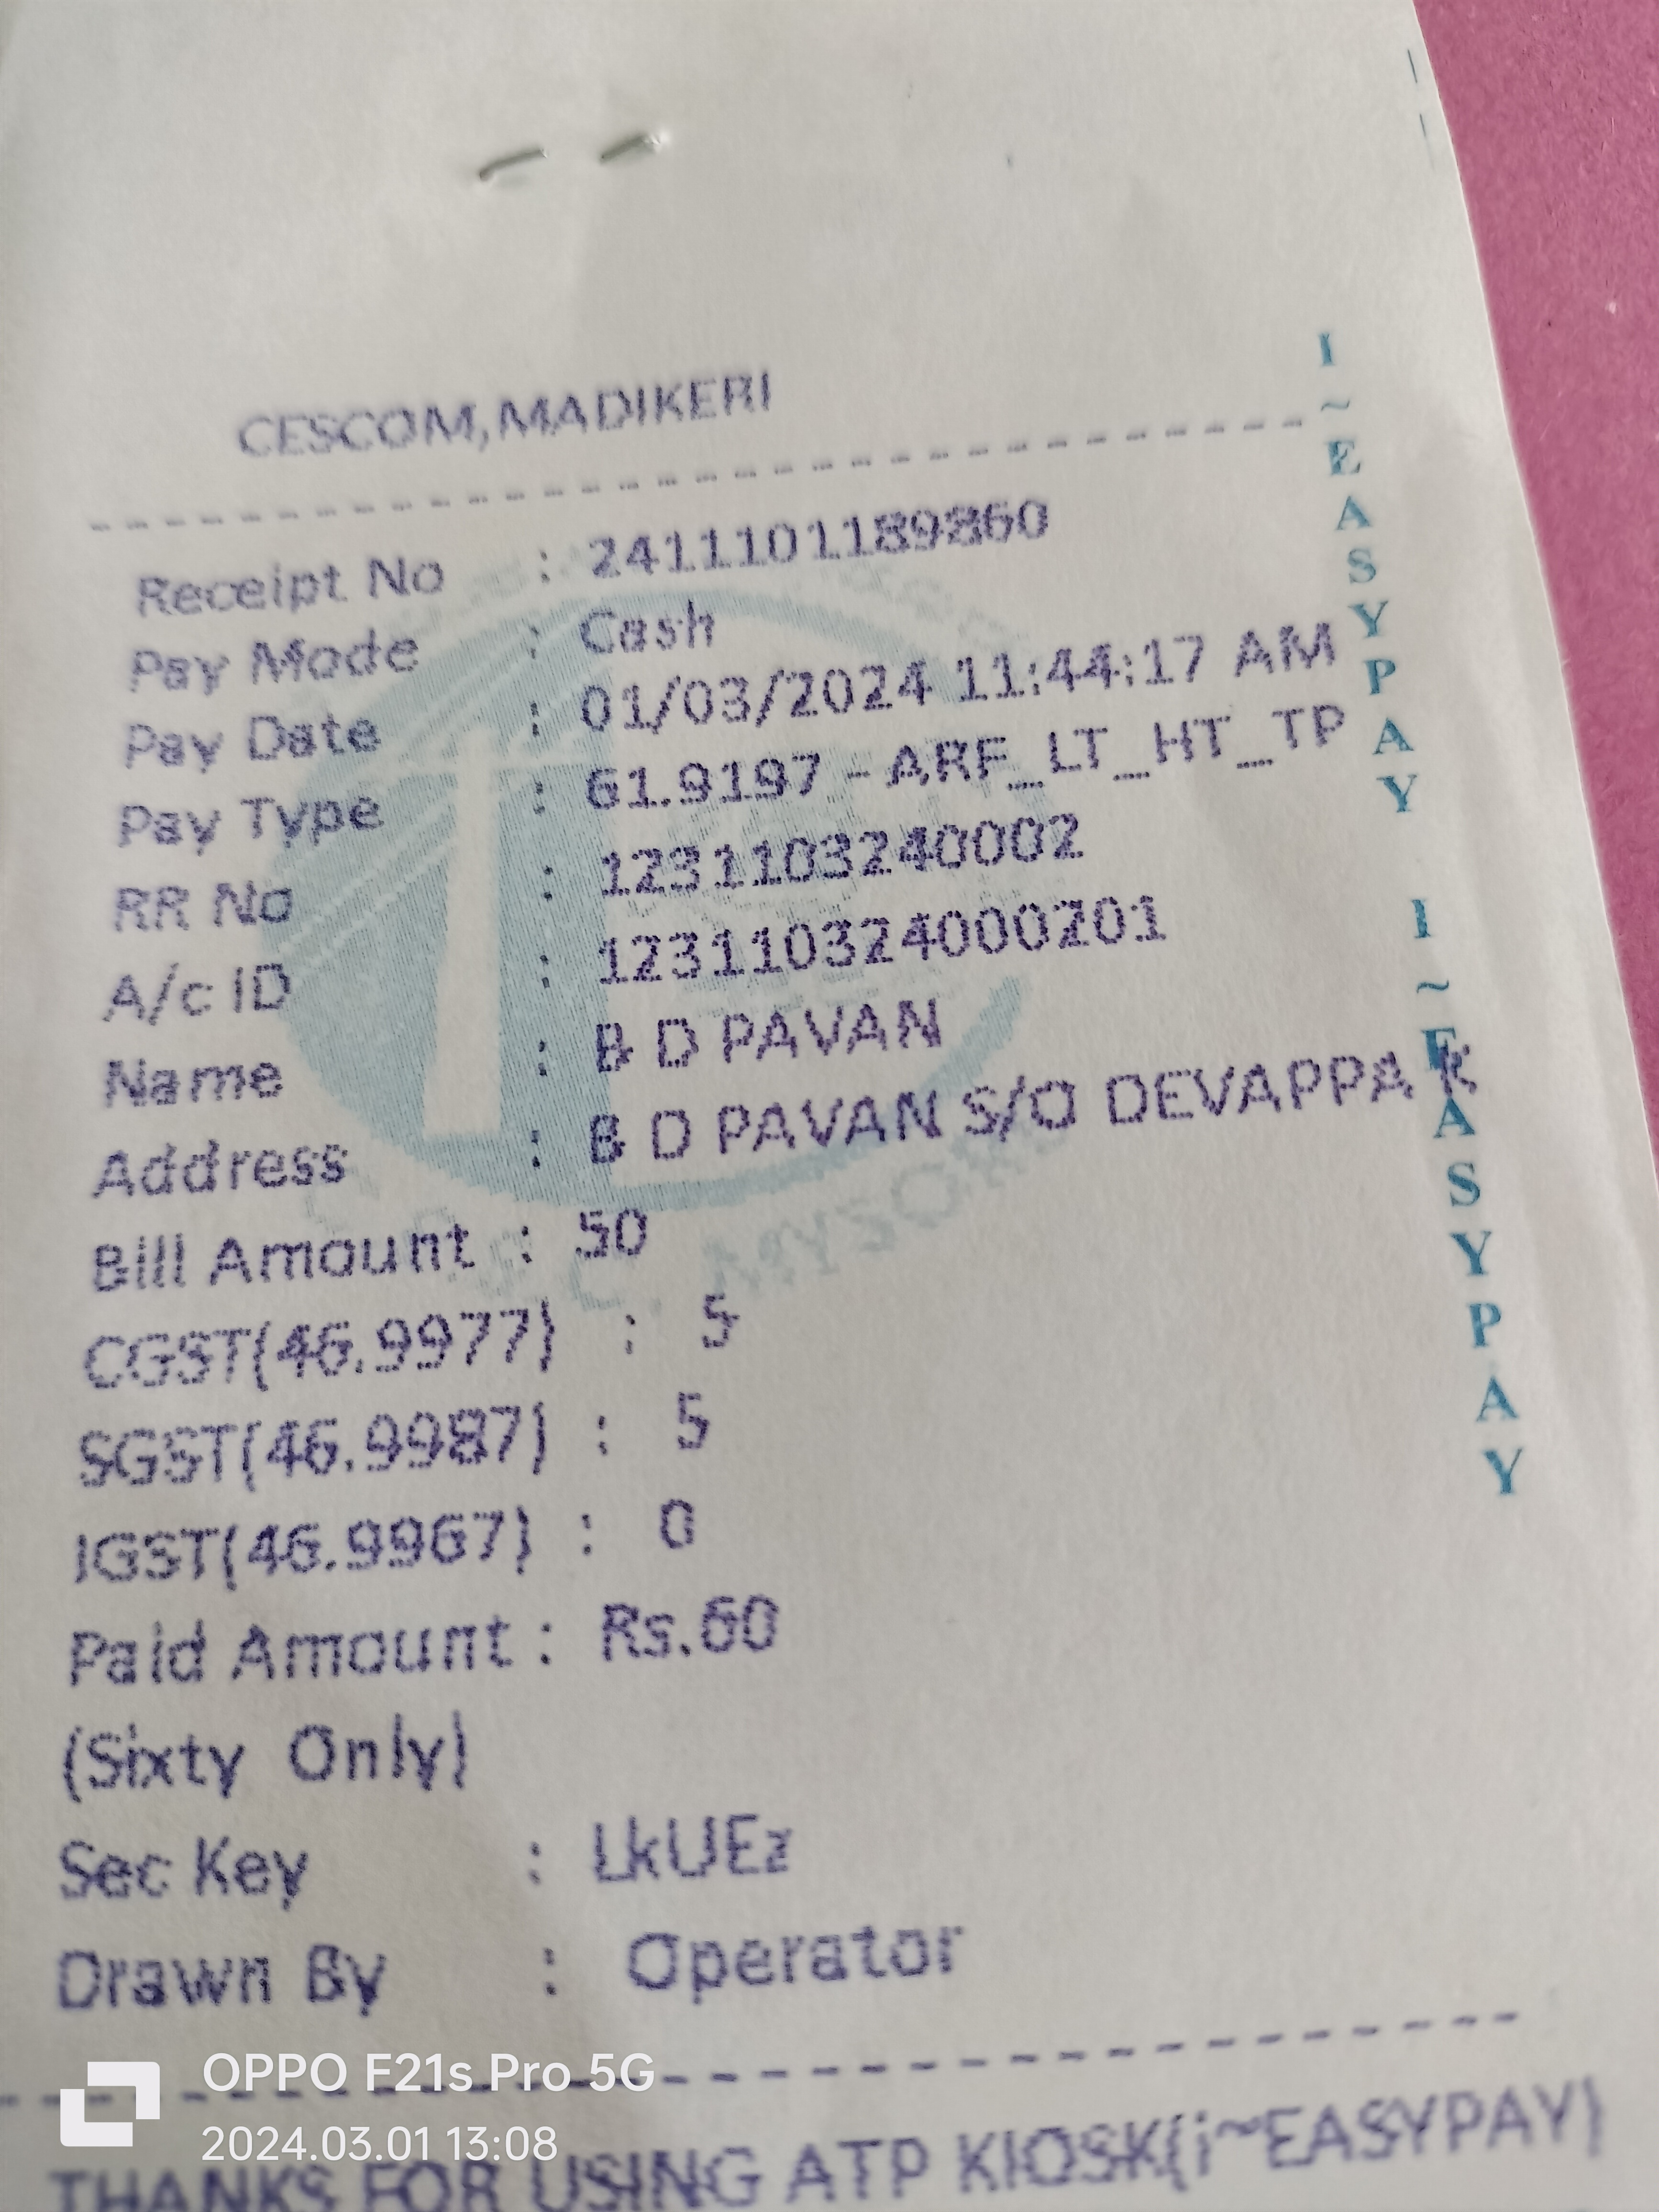 CESCOM,MADIKERI
Receipt No : 2411101189860
Pay Mode : Cash
Pay Date : 01/03/2024 11:44:17 AM
Pay Type : 61.9197 - ARF_LT_HT_TP
RR No : 12311103240002
A/c ID : 1231110324000201
Name : B D PAVAN
Address : B D PAVAN S/O DEVAPPA K
Bill Amount : 50
CGST(46.9977) : 5
SGST(46.9987) : 5
IGST(46.9967) : 0
Paid Amount : Rs.60
(Sixty Only)
Sec Key : LkUEz
Drawn By : Operator
THANKS FOR USING ATP KIOSK(i~EASYPAY)
I~EASYPAY I~EASYPAY
OPPO F21s Pro 5G
2024.03.01 13:08